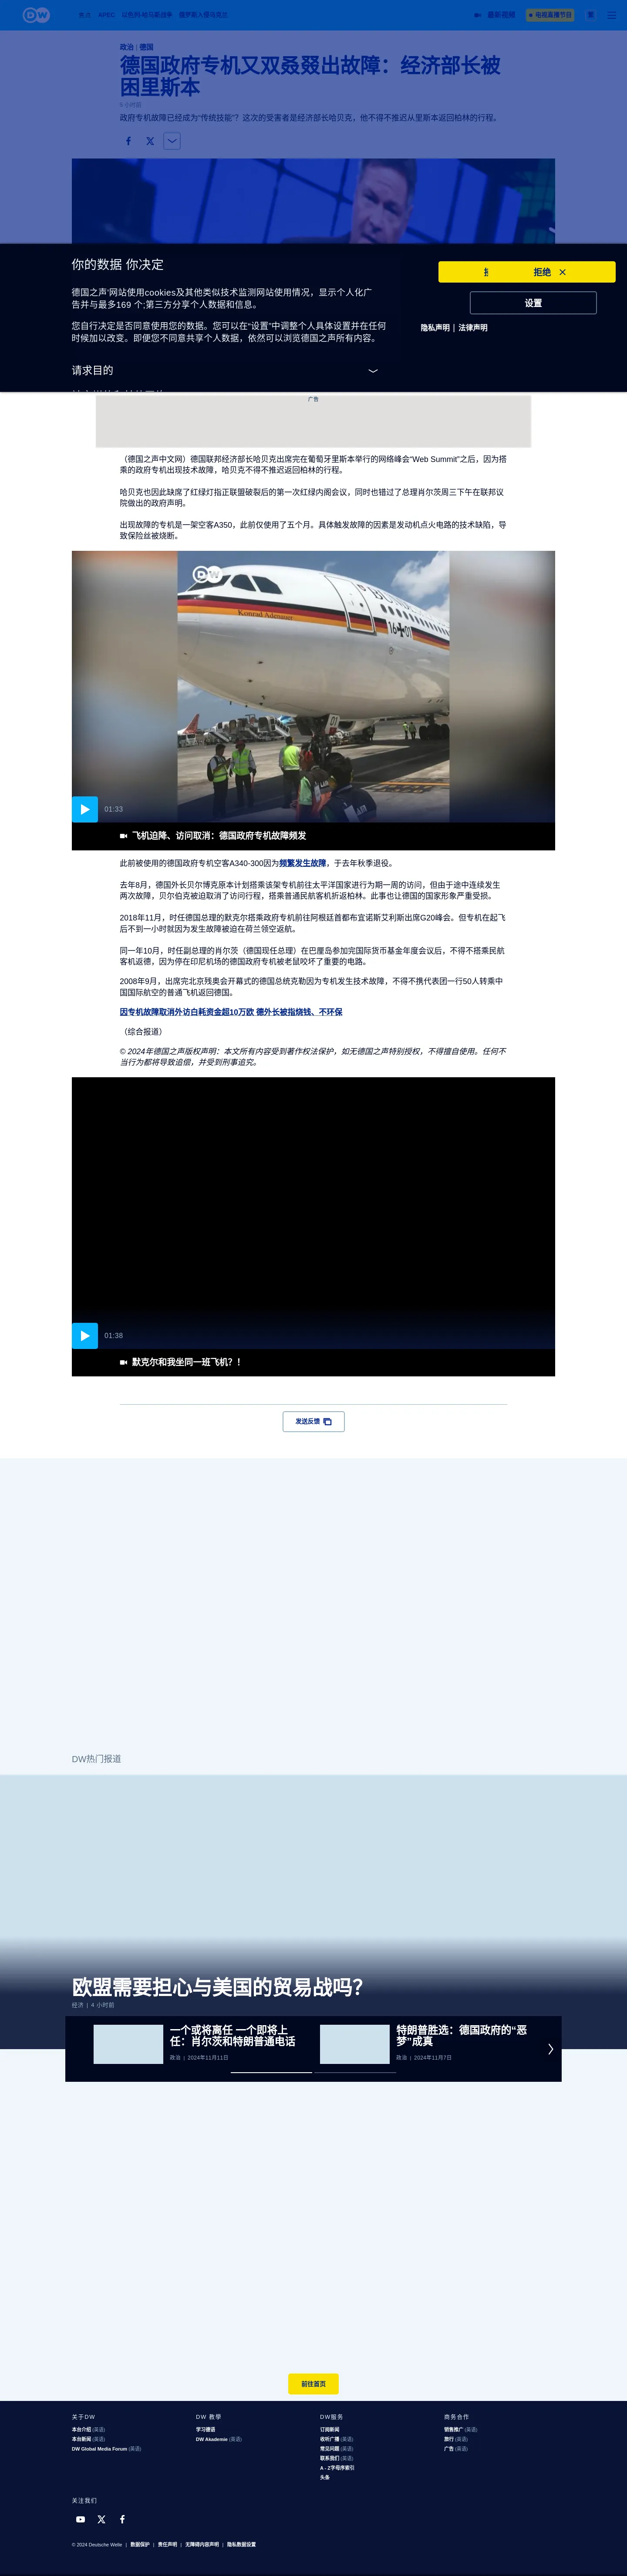 DW
焦点 APEC 以色列-哈马斯战争 俄罗斯入侵乌克兰
最新视频
电视直播节目
政治 | 德国
德国政府专机又双叒叕出故障：经济部长被
困里斯本
政府专机故障已经成为“传统技能”？这次的受害者是经济部长哈贝克，他不得不推迟从里斯本返回柏林的行程。
你的数据 你决定
拒绝
德国之声'网站使用cookies及其他类似技术监测网站使用情况，显示个人化广
告并与最多169 个;第三方分享个人数据和信息。
设置
您自行决定是否同意使用您的数据。您可以在“设置”中调整个人具体设置并在任何
时候加以改变。即便您不同意共享个人数据，依然可以浏览德国之声所有内容。
隐私声明 | 法律声明
请求目的
广告
（德国之声中文网）德国联邦经济部长哈贝克出席完在葡萄牙里斯本举行的网络峰会“Web Summit”之后，因为搭
乘的政府专机出现技术故障，哈贝克不得不推迟返回柏林的行程。
哈贝克也因此缺席了红绿灯指正联盟破裂后的第一次红绿内阁会议，同时也错过了总理肖尔茨周三下午在联邦议
院做出的政府声明。
出现故障的专机是一架空客A350，此前仅使用了五个月。具体触发故障的因素是发动机点火电路的技术缺陷，导
致保险丝被烧断。
DW
Konrad Adenauer
01:33
飞机迫降、访问取消：德国政府专机故障频发
此前被使用的德国政府专机空客A340-300因为频繁发生故障，于去年秋季退役。
去年8月，德国外长贝尔博克原本计划搭乘该架专机前往太平洋国家进行为期一周的访问，但由于途中连续发生
两次故障，贝尔伯克被迫取消了访问行程，搭乘普通民航客机折返柏林。此事也让德国的国家形象严重受损。
2018年11月，时任德国总理的默克尔搭乘政府专机前往阿根廷首都布宜诺斯艾利斯出席G20峰会。但专机在起飞
后不到一小时就因为发生故障被迫在荷兰领空返航。
同一年10月，时任副总理的肖尔茨（德国现任总理）在巴厘岛参加完国际货币基金年度会议后，不得不搭乘民航
客机返德，因为停在印尼机场的德国政府专机被老鼠咬坏了重要的电路。
2008年9月，出席完北京残奥会开幕式的德国总统克勒因为专机发生技术故障，不得不携代表团一行50人转乘中
国国际航空的普通飞机返回德国。
因专机故障取消外访白耗资金超10万欧 德外长被指烧钱、不环保
（综合报道）
© 2024年德国之声版权声明：本文所有内容受到著作权法保护，如无德国之声特别授权，不得擅自使用。任何不
当行为都将导致追偿，并受到刑事追究。
01:38
默克尔和我坐同一班飞机？！
发送反馈
DW热门报道
欧盟需要担心与美国的贸易战吗？
经济 | 4 小时前
一个或将离任 一个即将上
任：肖尔茨和特朗普通电话
政治 | 2024年11月11日
特朗普胜选：德国政府的“恶
梦”成真
政治 | 2024年11月7日
前往首页
关于DW
本台介绍 (英语)
本台新闻 (英语)
DW Global Media Forum (英语)
DW 教学
学习德语
DW Akademie (英语)
DW服务
订阅新闻
收听广播 (英语)
常见问题 (英语)
联系我们 (英语)
A - Z字母序索引
头条
商务合作
销售推广 (英语)
旅行 (英语)
广告 (英语)
关注我们
© 2024 Deutsche Welle | 数据保护 | 责任声明 | 无障碍内容声明 | 隐私数据设置